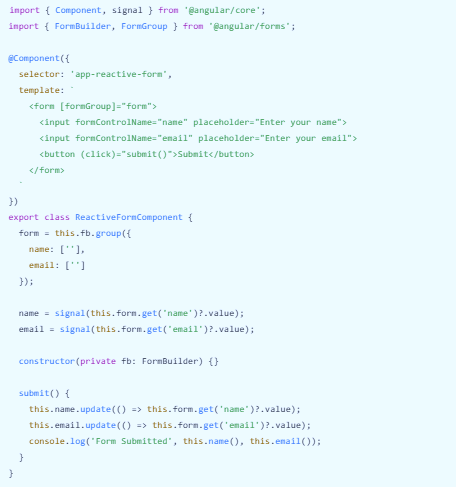 import { Component, signal } from '@angular/core';
import { FormBuilder, FormGroup } from '@angular/forms';

@Component({
  selector: 'app-reactive-form',
  template: `
    <form [formGroup]="form">
      <input formControlName="name" placeholder="Enter your name">
      <input formControlName="email" placeholder="Enter your email">
      <button (click)="submit()">Submit</button>
    </form>
  `
})
export class ReactiveFormComponent {
  form = this.fb.group({
    name: [''],
    email: ['']
  });

  name = signal(this.form.get('name')?.value);
  email = signal(this.form.get('email')?.value);

  constructor(private fb: FormBuilder) {}

  submit() {
    this.name.update(() => this.form.get('name')?.value);
    this.email.update(() => this.form.get('email')?.value);
    console.log('Form Submitted', this.name(), this.email());
  }
}